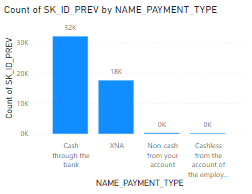 Count of SK_ID_PREV by NAME_PAYMENT_TYPE
Count of SK_ID_PREV
30K
20K
10K
0K
32K
18K
0K
0K
Cash
through the
bank
XNA
Non-cash
from your
account
Cashless
from the
account of
the employ...
NAME_PAYMENT_TYPE